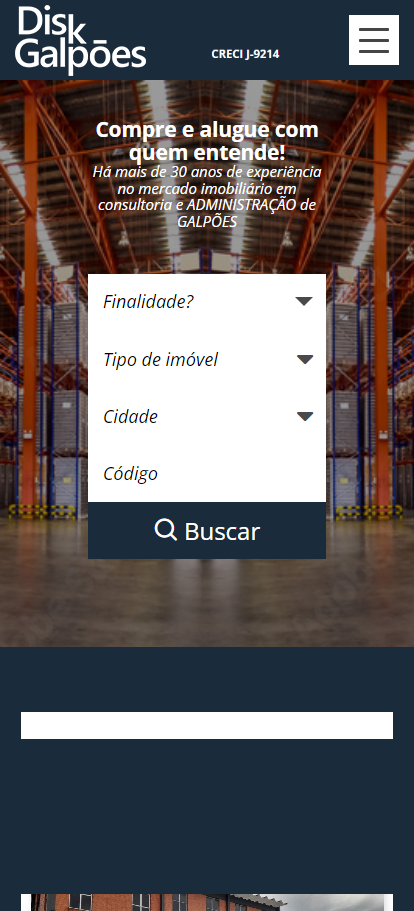 Disk
Galpões
CRECI J-9214
Compre e alugue com
quem entende!
Há mais de 30 anos de experiência
no mercado imobiliário em
consultoria e ADMINISTRAÇÃO de
GALPÕES
Finalidade?
Tipo de imóvel
Cidade
Código
Buscar